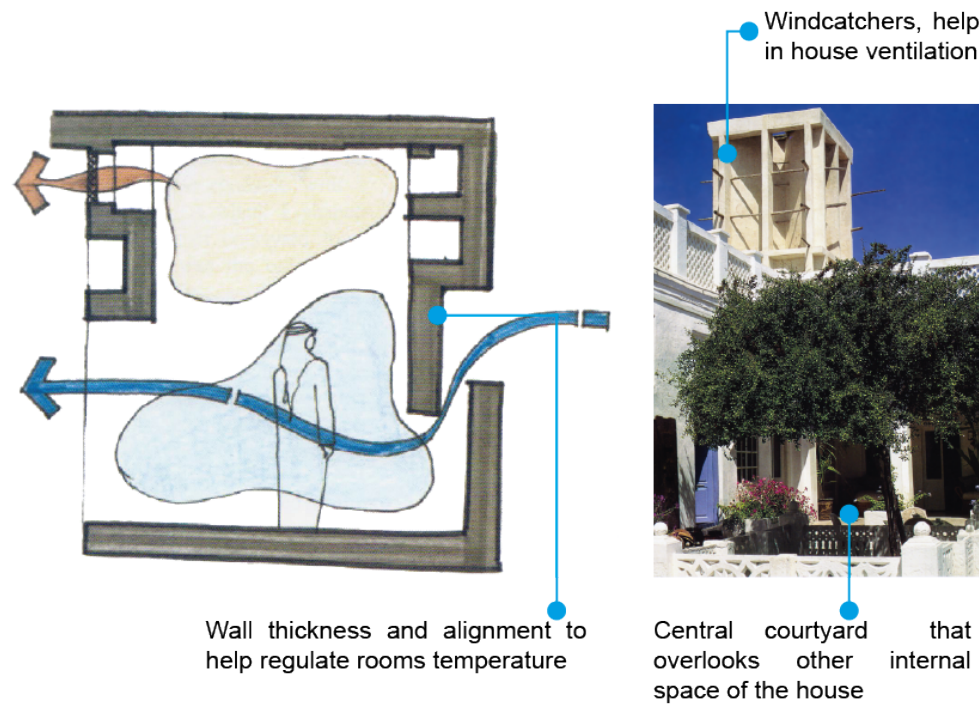 Windcatchers, help
in house ventilation
Wall thickness and alignment to
help regulate rooms temperature
Central courtyard that
overlooks other internal
space of the house